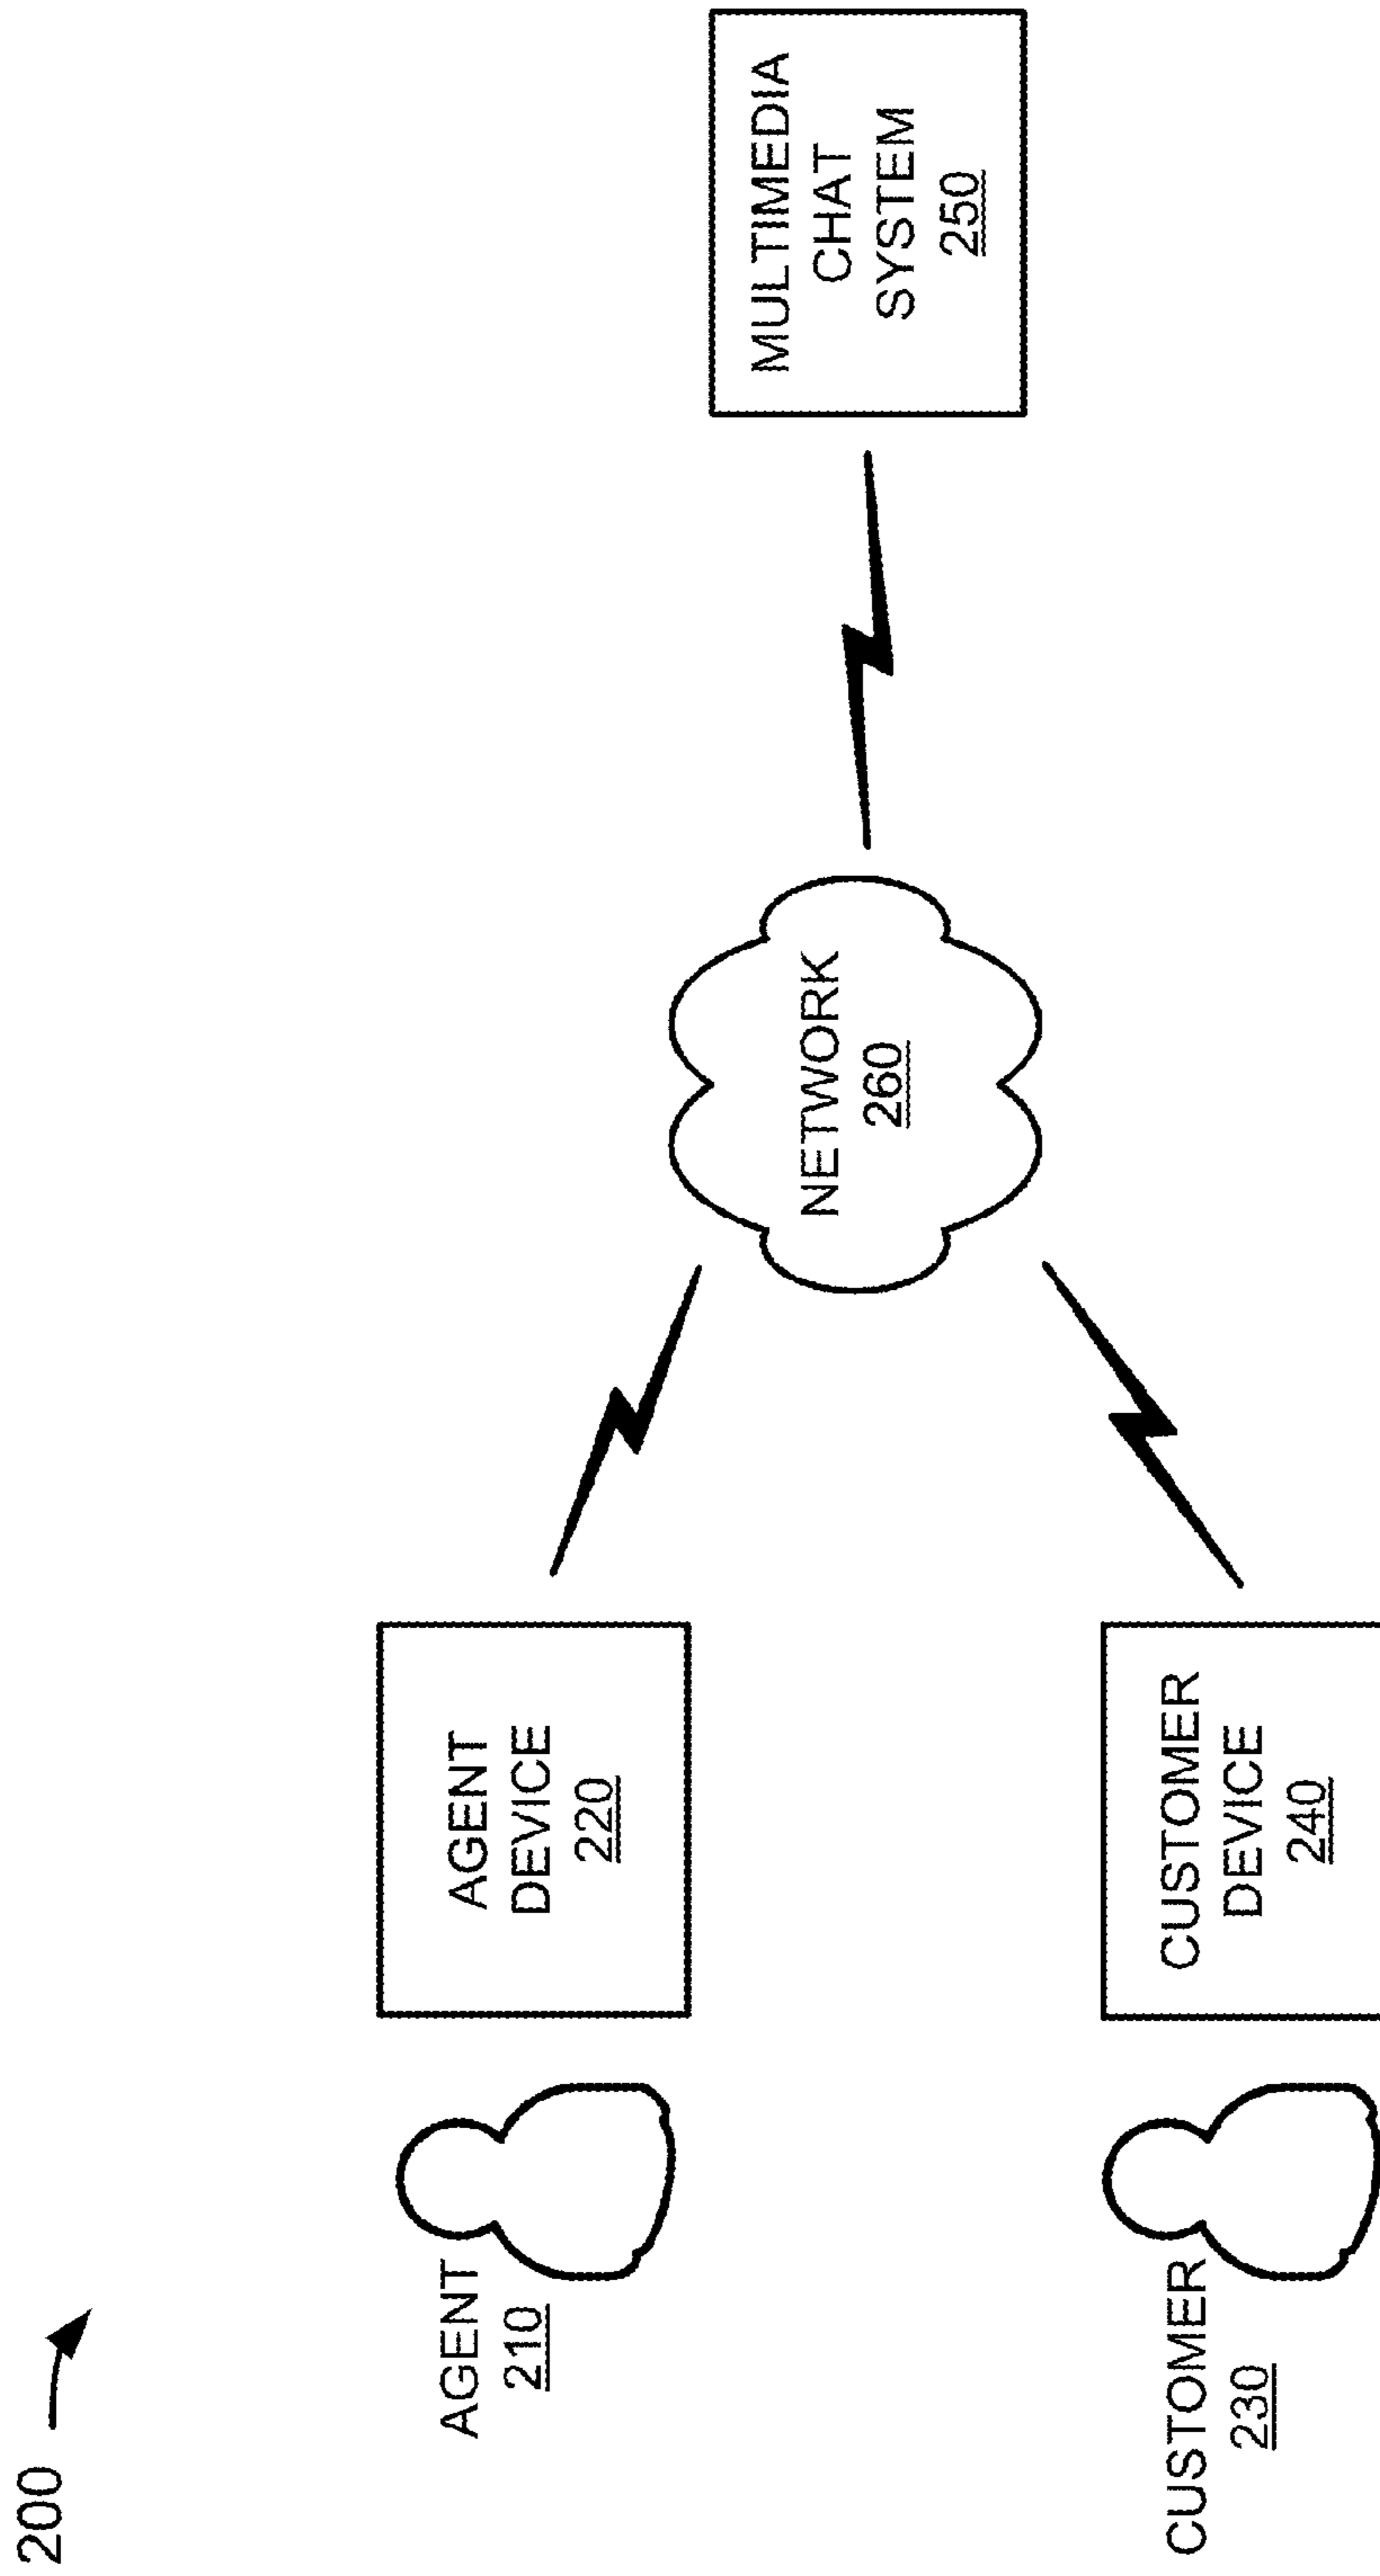 200
AGENT
210
AGENT
DEVICE
220
NETWORK
260
MULTIMEDIA
CHAT
SYSTEM
250
CUSTOMER
230
CUSTOMER
DEVICE
240